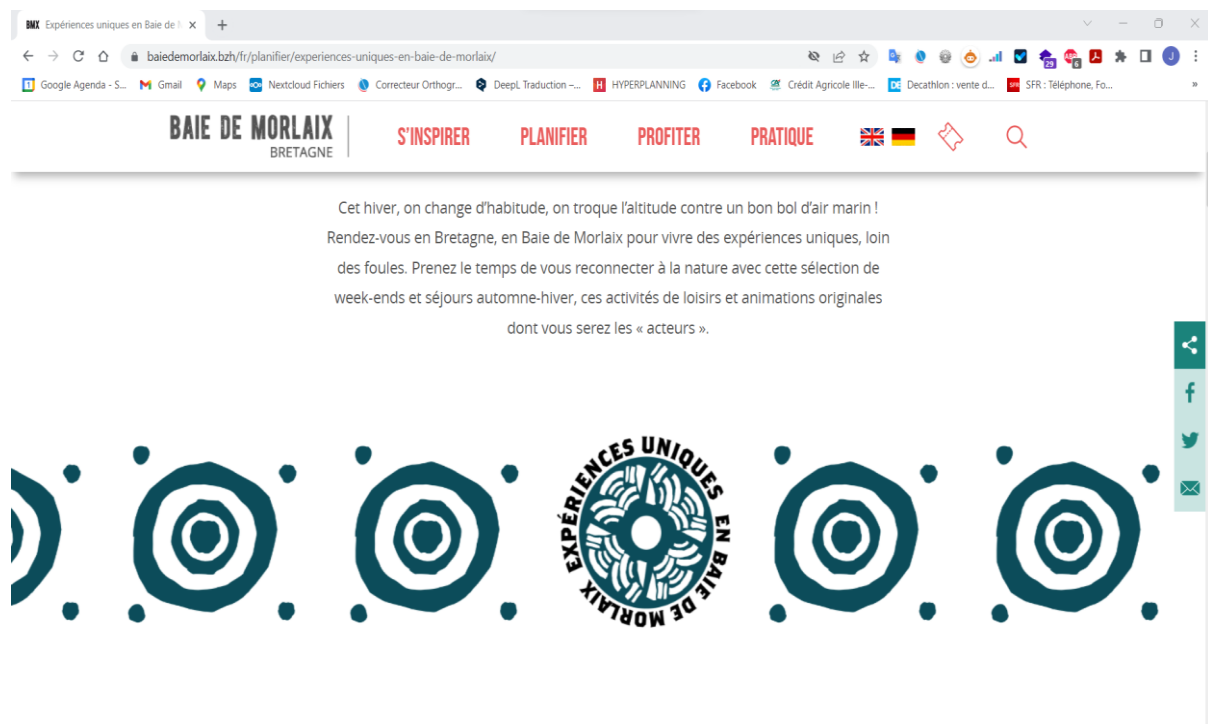 BMX Expériences uniques en Baie de
baiedemorlaix.bzh/fr/planifier/experiences-uniques-en-baie-de-morlaix/
Google Agenda - S... Gmail Maps Nextcloud Fichiers Correcteur Orthogr... DeepL Traduction –... HYPERPLANNING Facebook Crédit Agricole Ille-... Decathlon : vente d... SFR : Téléphone, Fo... »
BAIE DE MORLAIX
BRETAGNE
S'INSPIRER PLANIFIER PROFITER PRATIQUE
Cet hiver, on change d'habitude, on troque l'altitude contre un bon bol d'air marin !
Rendez-vous en Bretagne, en Baie de Morlaix pour vivre des expériences uniques, loin
des foules. Prenez le temps de vous reconnecter à la nature avec cette sélection de
week-ends et séjours automne-hiver, ces activités de loisirs et animations originales
dont vous serez les « acteurs ».
EXPÉRIENCES UNIQUES EN BAIE DE MORLAIX